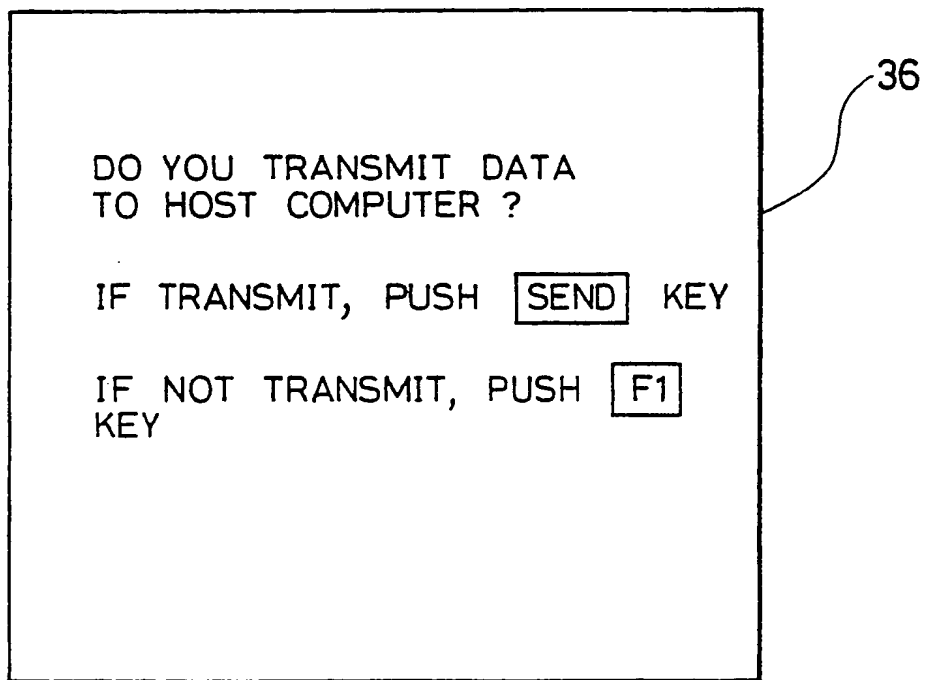 36
DO YOU TRANSMIT DATA
TO HOST COMPUTER ?
IF TRANSMIT, PUSH SEND KEY
IF NOT TRANSMIT, PUSH F1
KEY